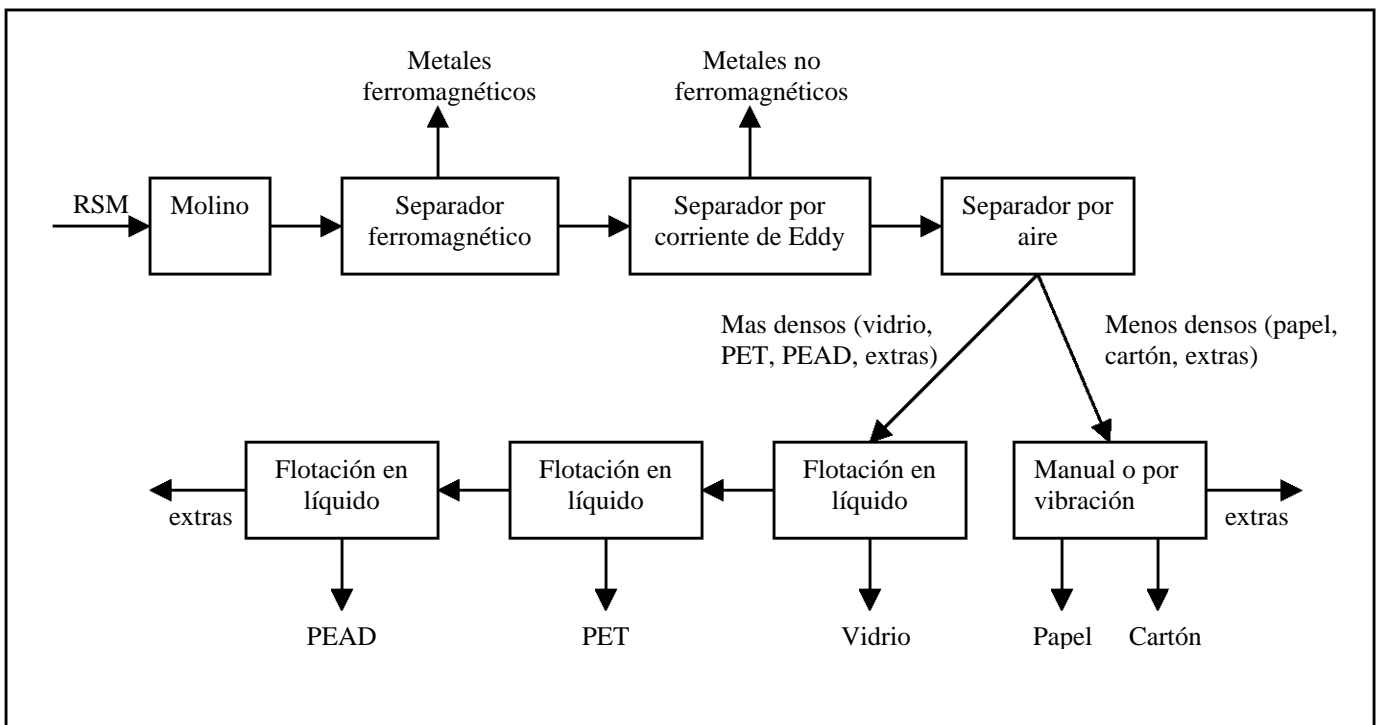 Metales
ferromagnéticos
Metales no
ferromagnéticos
RSM
Molino
Separador
ferromagnético
Separador por
corriente de Eddy
Separador por
aire
Mas densos (vidrio,
PET, PEAD, extras)
Menos densos (papel,
cartón, extras)
Flotación en
líquido
Flotación en
líquido
Flotación en
líquido
Manual o por
vibración
extras
extras
PEAD
PET
Vidrio
Papel
Cartón